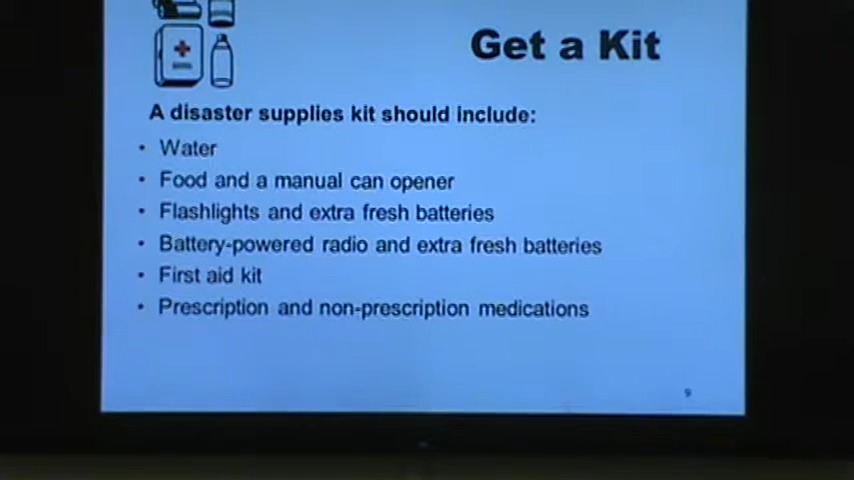 Get a Kit
A disaster supplies kit should include:
• Water
• Food and a manual can opener
• Flashlights and extra fresh batteries
• Battery-powered radio and extra fresh batteries
• First aid kit
• Prescription and non-prescription medications
9